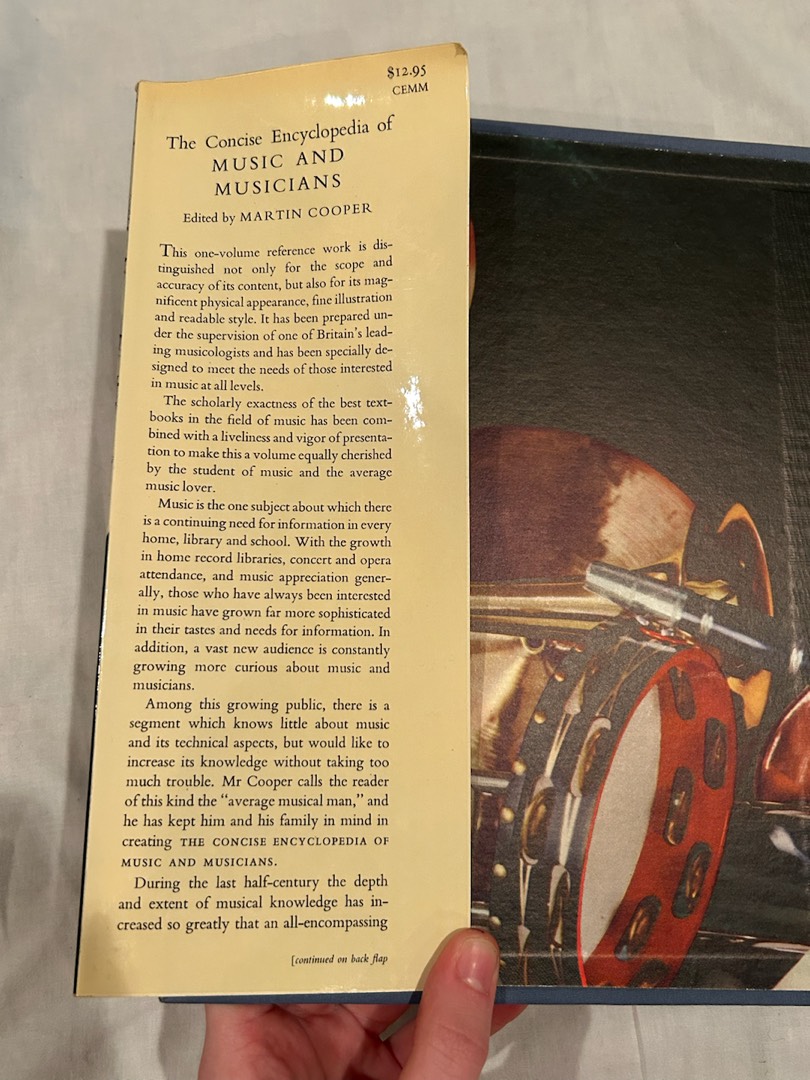 $12.95
CEMM
The Concise Encyclopedia of
MUSIC AND
MUSICIANS
Edited by MARTIN COOPER
This one-volume reference work is dis-
tinguished not only for the scope and
accuracy of its content, but also for its mag-
nificent physical appearance, fine illustration
and readable style. It has been prepared un-
der the supervision of one of Britain's lead-
ing musicologists and has been specially de-
signed to meet the needs of those interested
in music at all levels.
The scholarly exactness of the best text-
books in the field of music has been com-
bined with a liveliness and vigor of presenta-
tion to make this a volume equally cherished
by the student of music and the average
music lover.
Music is the one subject about which there
is a continuing need for information in every
home, library and school. With the growth
in home record libraries, concert and opera
attendance, and music appreciation gener-
ally, those who have always been interested
in music have grown far more sophisticated
in their tastes and needs for information. In
addition, a vast new audience is constantly
growing more curious about music and
musicians.
Among this growing public, there is a
segment which knows little about music
and its technical aspects, but would like to
increase its knowledge without taking too
much trouble. Mr Cooper calls the reader
of this kind the "average musical man," and
he has kept him and his family in mind in
creating THE CONCISE ENCYCLOPEDIA OF
MUSIC AND MUSICIANS.
During the last half-century the depth
and extent of musical knowledge has in-
creased so greatly that an all-encompassing
[continued on back flap